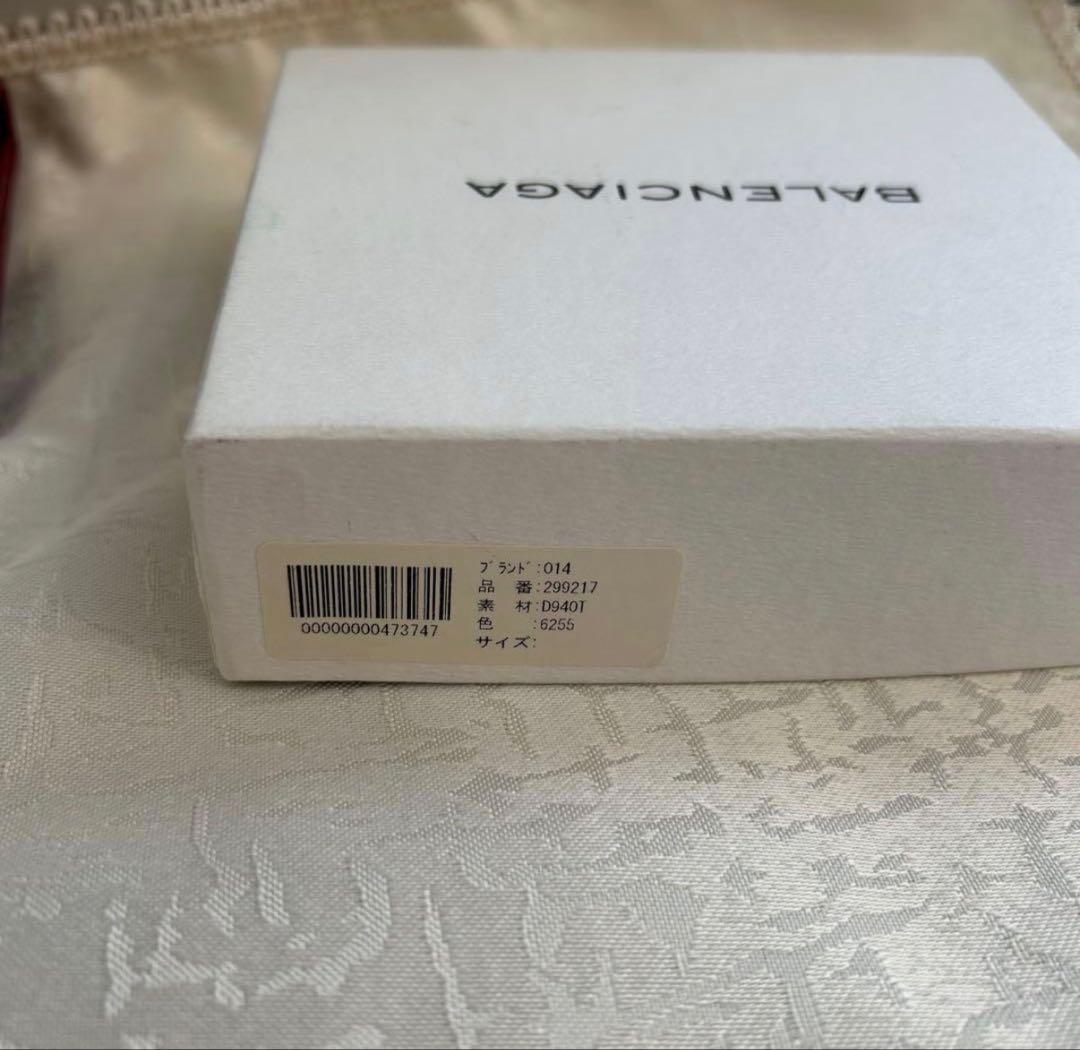 BALENCIAGA
ブランド:014
品 番:299217
素 材:D940T
色 :6255
サイズ:
00000000473747